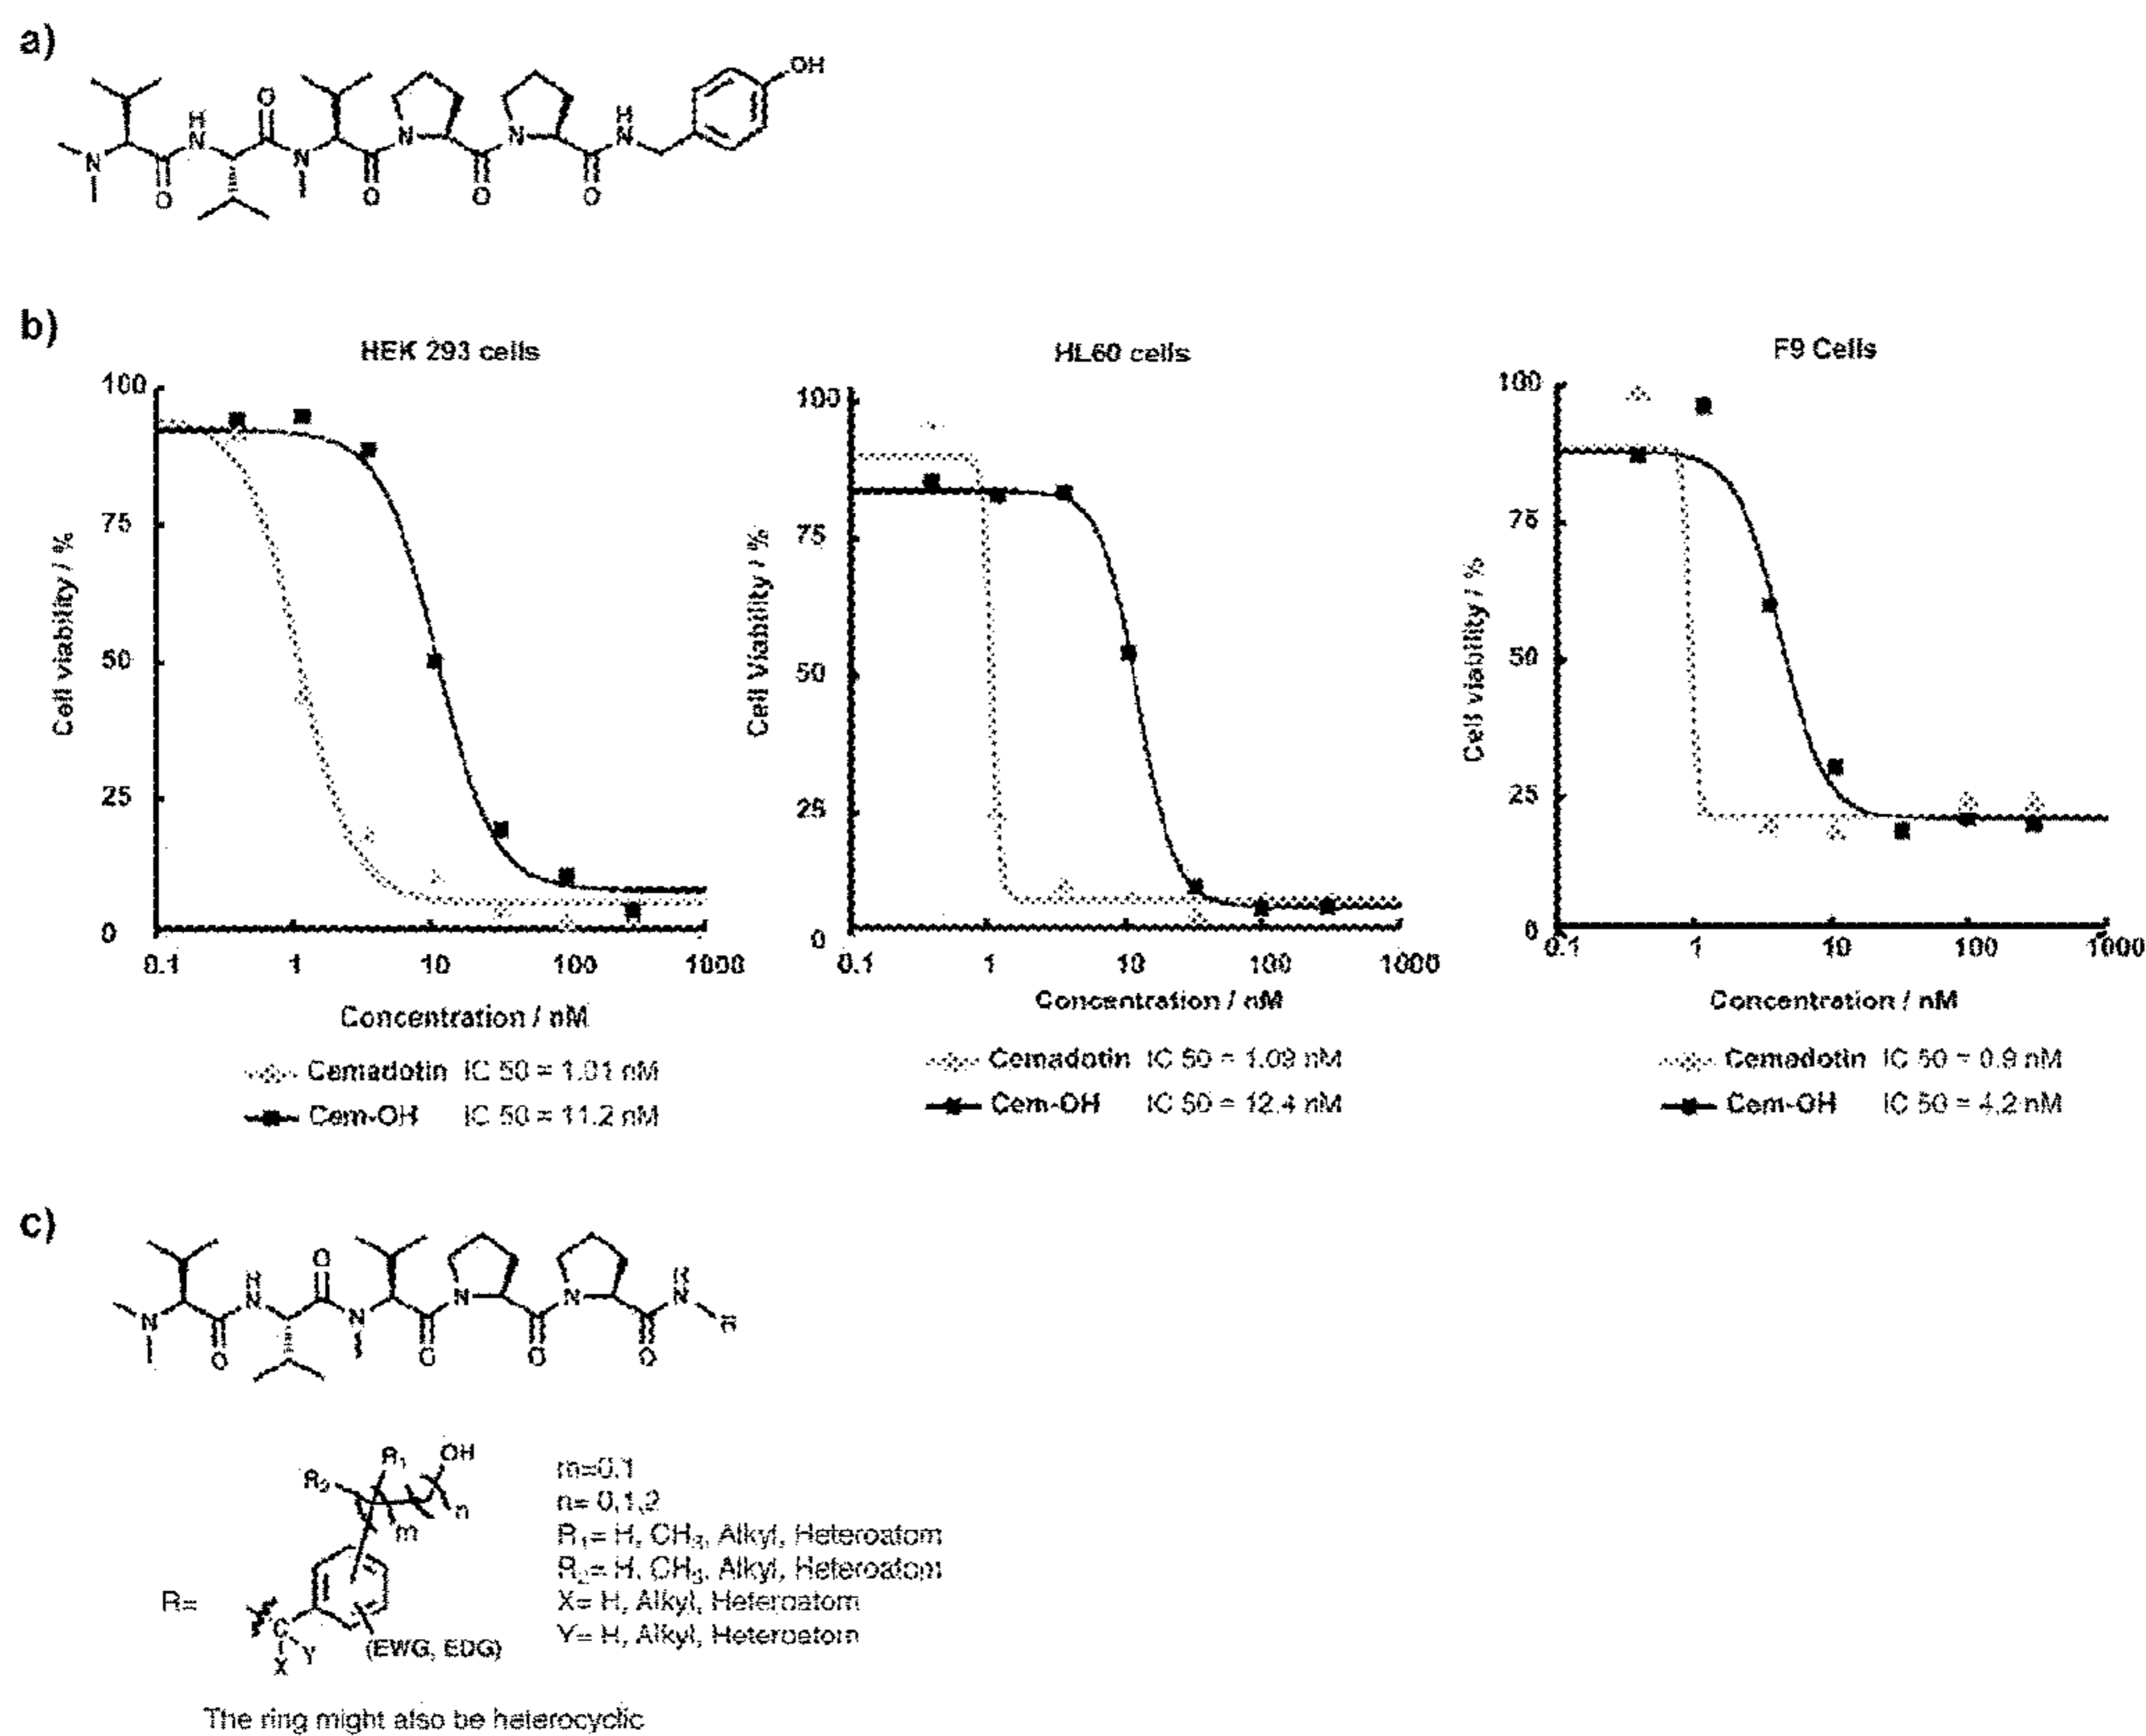 a)
OH
H
N
O
H
N
O
N
O
N
O
N
O
H
N
O
b)
HEK 293 cells
HL60 cells
F9 Cells
Cell viability / %
100
75
50
25
0
0.1 1 10 100 1000
Concentration / nM
Cemadotin IC 50 = 1.01 nM
Cem-OH IC 50 = 11.2 nM
Cell Viability / %
100
75
50
25
0
0.1 1 10 100 1000
Concentration / nM
Cem-OH IC 50 = 12.4 nM
Cell viability / %
100
75
50
25
0
0.1 1 10 100 1000
Concentration / nM
Cemadotin IC 50 = 0.9 nM
Cem-OH IC 50 = 4.2 nM
c)
N
O
H
N
O
N
O
N
O
N
O
N
R1 OH
R2
m
n
R=
C
X Y
(EWG, EDG)
m=0,1
n= 0,1,2
R1= H, CH3, Alkyl, Heteroatom
R2= H, CH3, Alkyl, Heteroatom
X= H, Alkyl, Heteroatom
Y= H, Alkyl, Heteroatom
The ring might also be heterocyclic